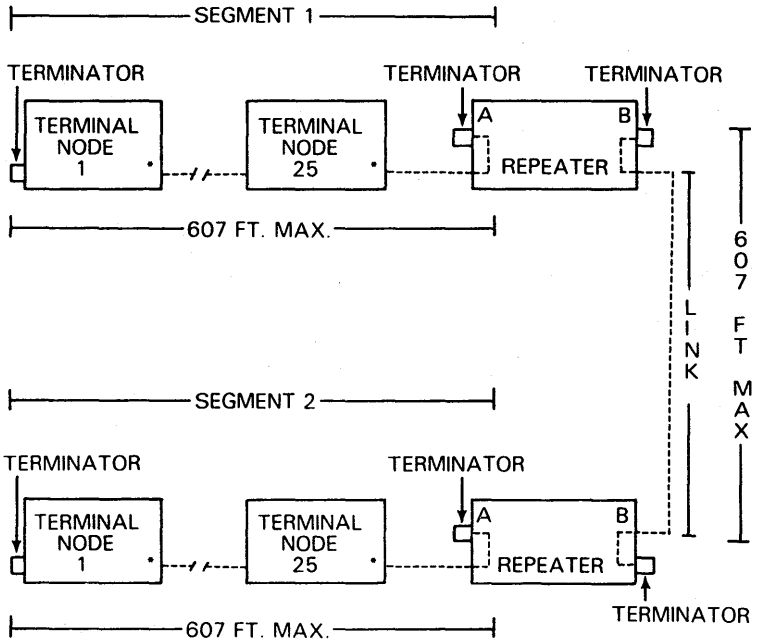 SEGMENT 1
TERMINATOR TERMINATOR TERMINATOR
TERMINAL
NODE
1 *
TERMINAL
NODE
25 *
A B
REPEATER
607 FT. MAX.
LINK
607 FT MAX
SEGMENT 2
TERMINATOR TERMINATOR
TERMINAL
NODE
1 *
TERMINAL
NODE
25 *
A B
REPEATER
TERMINATOR
607 FT. MAX.